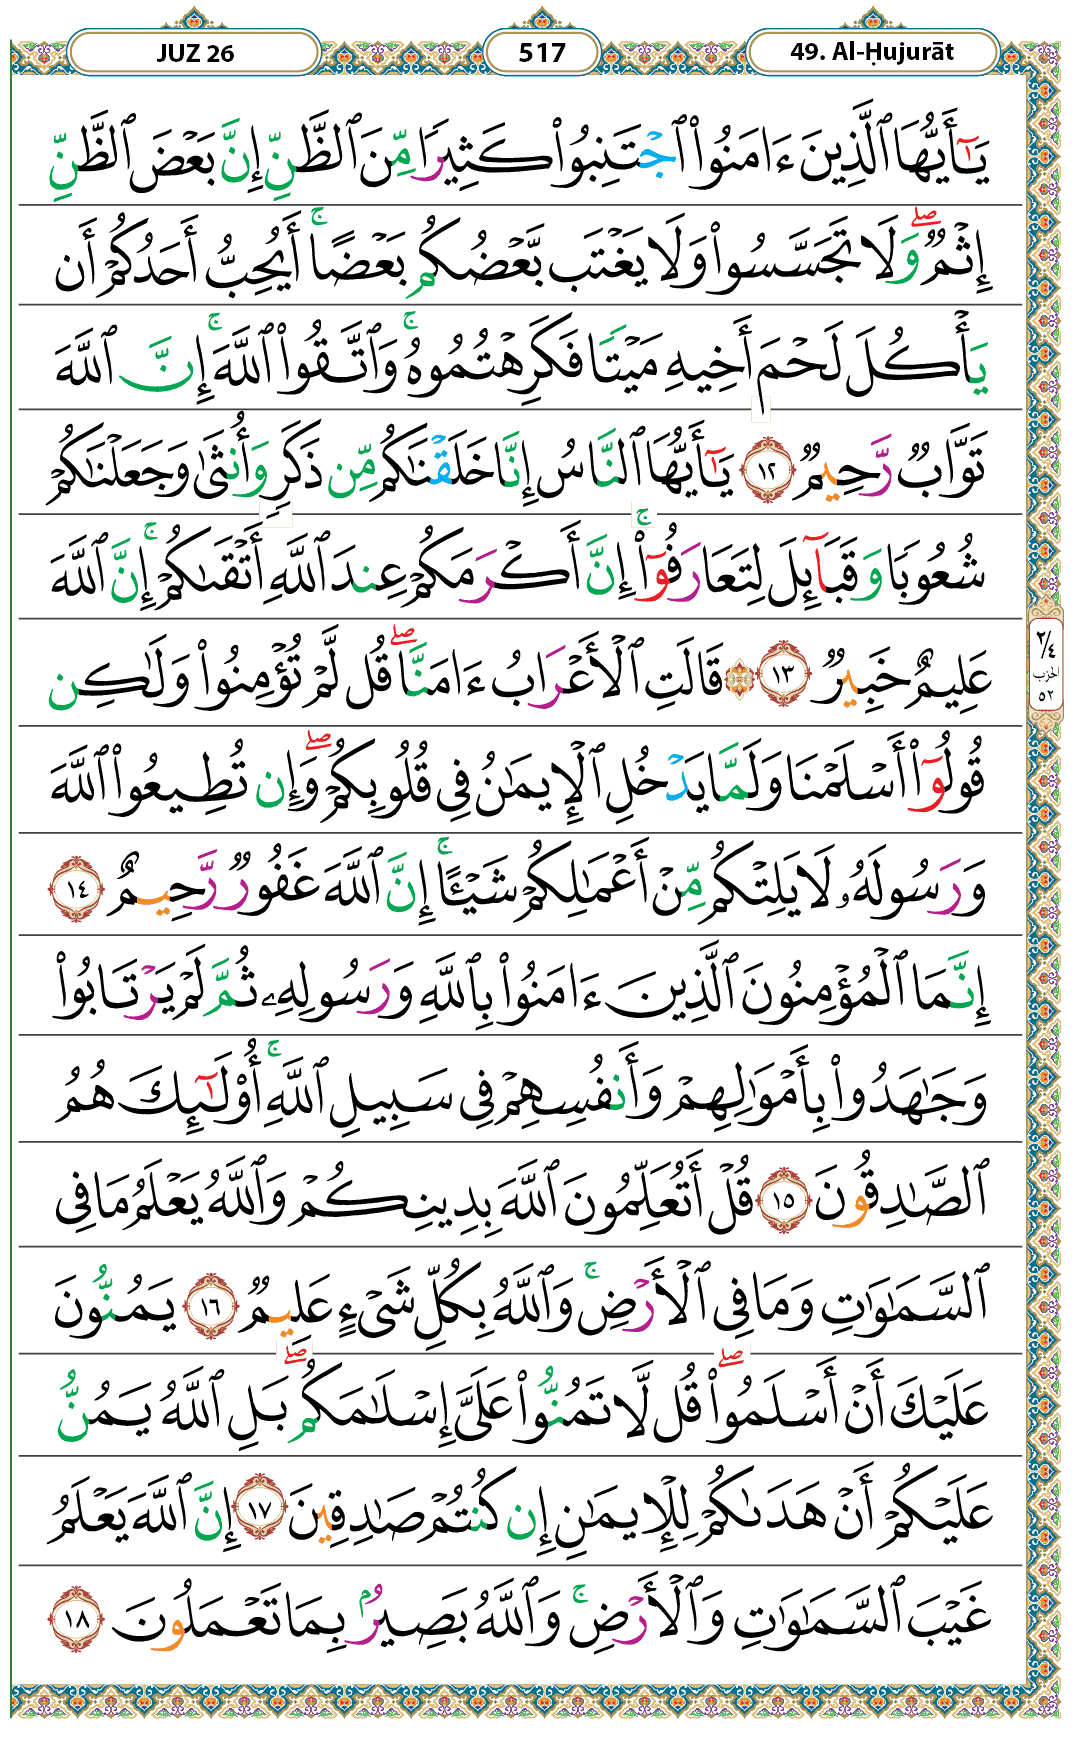 JUZ 26
517
49. Al-Ḥujurāt
يَٰٓأَيُّهَا ٱلَّذِينَ ءَامَنُوا۟ ٱجْتَنِبُوا۟ كَثِيرًا مِّنَ ٱلظَّنِّ إِنَّ بَعْضَ ٱلظَّنِّ
إِثْمٌ ۖ وَلَا تَجَسَّسُوا۟ وَلَا يَغْتَب بَّعْضُكُم بَعْضًا ۚ أَيُحِبُّ أَحَدُكُمْ أَن
يَأْكُلَ لَحْمَ أَخِيهِ مَيْتًا فَكَرِهْتُمُوهُ ۚ وَٱتَّقُوا۟ ٱللَّهَ ۚ إِنَّ ٱللَّهَ
تَوَّابٌ رَّحِيمٌ ١٢ يَٰٓأَيُّهَا ٱلنَّاسُ إِنَّا خَلَقْنَٰكُم مِّن ذَكَرٍ وَأُنثَىٰ وَجَعَلْنَٰكُمْ
شُعُوبًا وَقَبَآئِلَ لِتَعَارَفُوٓا۟ ۚ إِنَّ أَكْرَمَكُمْ عِندَ ٱللَّهِ أَتْقَىٰكُمْ ۚ إِنَّ ٱللَّهَ
عَلِيمٌ خَبِيرٌ ١٣ ۞ قَالَتِ ٱلْأَعْرَابُ ءَامَنَّا ۖ قُل لَّمْ تُؤْمِنُوا۟ وَلَٰكِن
٢/٤
الحزب
٥٢
قُولُوٓا۟ أَسْلَمْنَا وَلَمَّا يَدْخُلِ ٱلْإِيمَٰنُ فِى قُلُوبِكُمْ ۖ وَإِن تُطِيعُوا۟ ٱللَّهَ
وَرَسُولَهُۥ لَا يَلِتْكُم مِّنْ أَعْمَٰلِكُمْ شَيْـًٔا ۚ إِنَّ ٱللَّهَ غَفُورٌ رَّحِيمٌ ١٤
إِنَّمَا ٱلْمُؤْمِنُونَ ٱلَّذِينَ ءَامَنُوا۟ بِٱللَّهِ وَرَسُولِهِۦ ثُمَّ لَمْ يَرْتَابُوا۟
وَجَٰهَدُوا۟ بِأَمْوَٰلِهِمْ وَأَنفُسِهِمْ فِى سَبِيلِ ٱللَّهِ ۚ أُو۟لَٰٓئِكَ هُمُ
ٱلصَّٰدِقُونَ ١٥ قُلْ أَتُعَلِّمُونَ ٱللَّهَ بِدِينِكُمْ وَٱللَّهُ يَعْلَمُ مَا فِى
ٱلسَّمَٰوَٰتِ وَمَا فِى ٱلْأَرْضِ ۚ وَٱللَّهُ بِكُلِّ شَىْءٍ عَلِيمٌ ١٦ يَمُنُّونَ
عَلَيْكَ أَنْ أَسْلَمُوا۟ ۖ قُل لَّا تَمُنُّوا۟ عَلَىَّ إِسْلَٰمَكُم ۖ بَلِ ٱللَّهُ يَمُنُّ
عَلَيْكُمْ أَنْ هَدَىٰكُمْ لِلْإِيمَٰنِ إِن كُنتُمْ صَٰدِقِينَ ١٧ إِنَّ ٱللَّهَ يَعْلَمُ
غَيْبَ ٱلسَّمَٰوَٰتِ وَٱلْأَرْضِ ۚ وَٱللَّهُ بَصِيرٌۢ بِمَا تَعْمَلُونَ ١٨